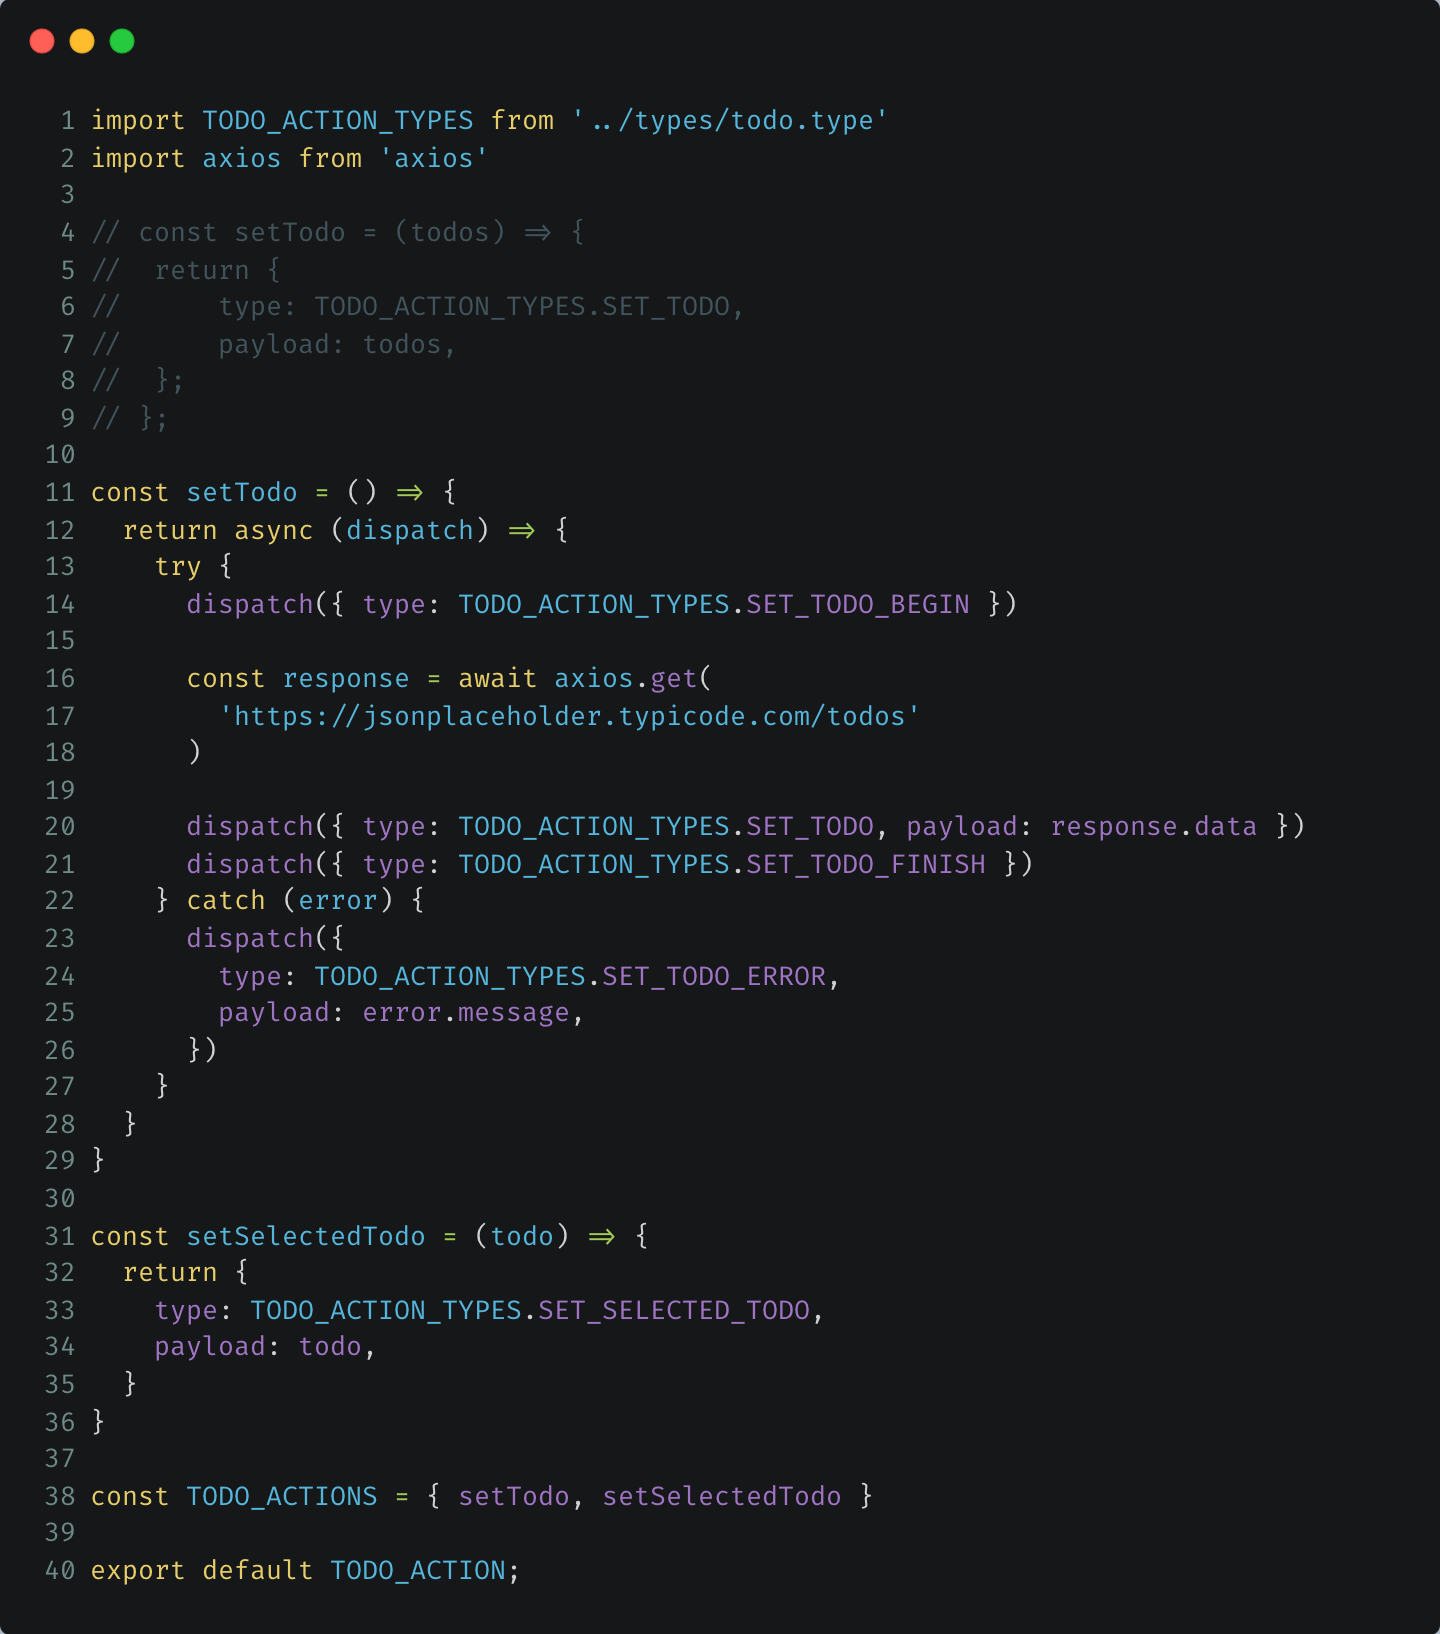 1 import TODO_ACTION_TYPES from '../types/todo.type'
2 import axios from 'axios'
3
4 // const setTodo = (todos) => {
5 //  return {
6 //      type: TODO_ACTION_TYPES.SET_TODO,
7 //      payload: todos,
8 //  };
9 // };
10
11 const setTodo = () => {
12   return async (dispatch) => {
13     try {
14       dispatch({ type: TODO_ACTION_TYPES.SET_TODO_BEGIN })
15
16       const response = await axios.get(
17         'https://jsonplaceholder.typicode.com/todos'
18       )
19
20       dispatch({ type: TODO_ACTION_TYPES.SET_TODO, payload: response.data })
21       dispatch({ type: TODO_ACTION_TYPES.SET_TODO_FINISH })
22     } catch (error) {
23       dispatch({
24         type: TODO_ACTION_TYPES.SET_TODO_ERROR,
25         payload: error.message,
26       })
27     }
28   }
29 }
30
31 const setSelectedTodo = (todo) => {
32   return {
33     type: TODO_ACTION_TYPES.SET_SELECTED_TODO,
34     payload: todo,
35   }
36 }
37
38 const TODO_ACTIONS = { setTodo, setSelectedTodo }
39
40 export default TODO_ACTION;